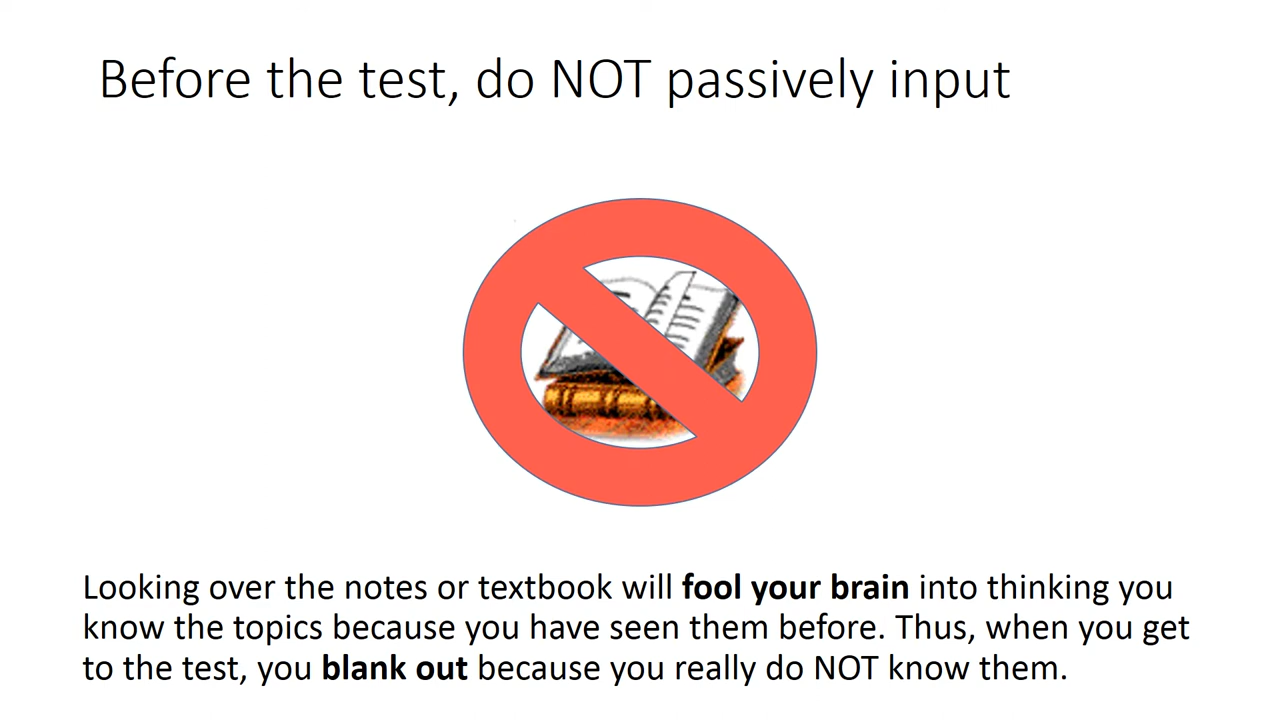 Before the test, do NOT passively input
Looking over the notes or textbook will fool your brain into thinking you
know the topics because you have seen them before. Thus, when you get
to the test, you blank out because you really do NOT know them.